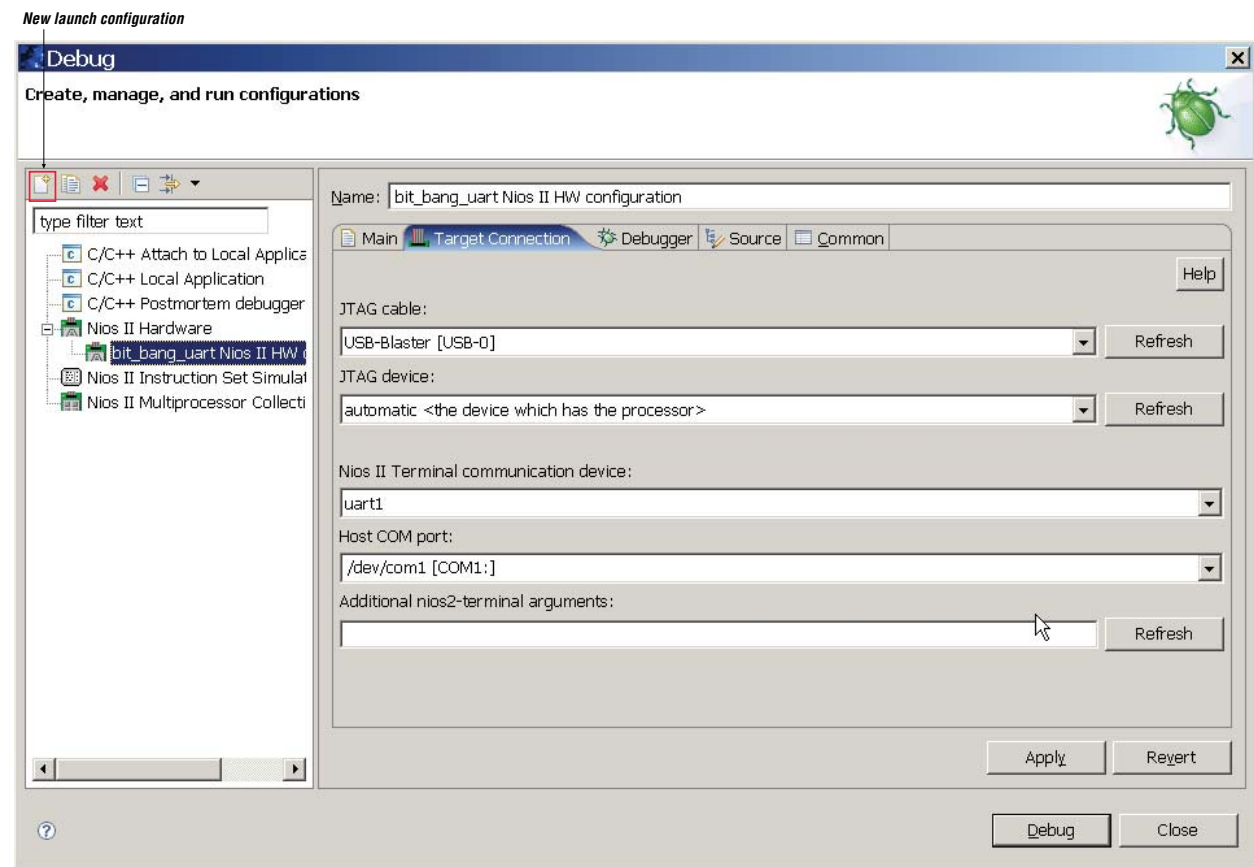 New launch configuration
Debug
Create, manage, and run configurations
type filter text
C/C++ Attach to Local Applica
C/C++ Local Application
C/C++ Postmortem debugger
Nios II Hardware
bit_bang_uart Nios II HW c
Nios II Instruction Set Simulat
Nios II Multiprocessor Collecti
Name: bit_bang_uart Nios II HW configuration
Main Target Connection Debugger Source Common
Help
JTAG cable:
USB-Blaster [USB-0] Refresh
JTAG device:
automatic <the device which has the processor> Refresh
Nios II Terminal communication device:
uart1
Host COM port:
/dev/com1 [COM1:]
Additional nios2-terminal arguments:
Refresh
Apply Revert
? Debug Close